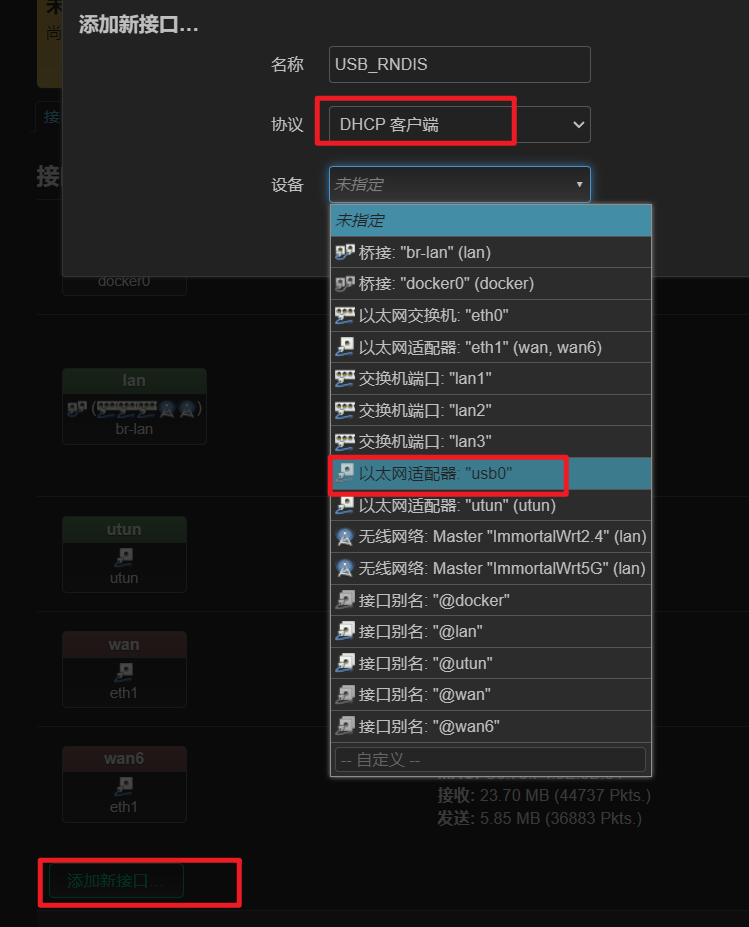 添加新接口…
名称
USB_RNDIS
协议
DHCP 客户端
设备
未指定
未指定
桥接: "br-lan" (lan)
桥接: "docker0" (docker)
以太网交换机: "eth0"
以太网适配器: "eth1" (wan, wan6)
交换机端口: "lan1"
交换机端口: "lan2"
交换机端口: "lan3"
以太网适配器: "usb0"
以太网适配器: "utun" (utun)
无线网络: Master "ImmortalWrt2.4" (lan)
无线网络: Master "ImmortalWrt5G" (lan)
接口别名: "@docker"
接口别名: "@lan"
接口别名: "@utun"
接口别名: "@wan"
接口别名: "@wan6"
-- 自定义 --
尚
接
接
docker0
lan
br-lan
utun
utun
wan
eth1
wan6
eth1
接收: 23.70 MB (44737 Pkts.)
发送: 5.85 MB (36883 Pkts.)
添加新接口…